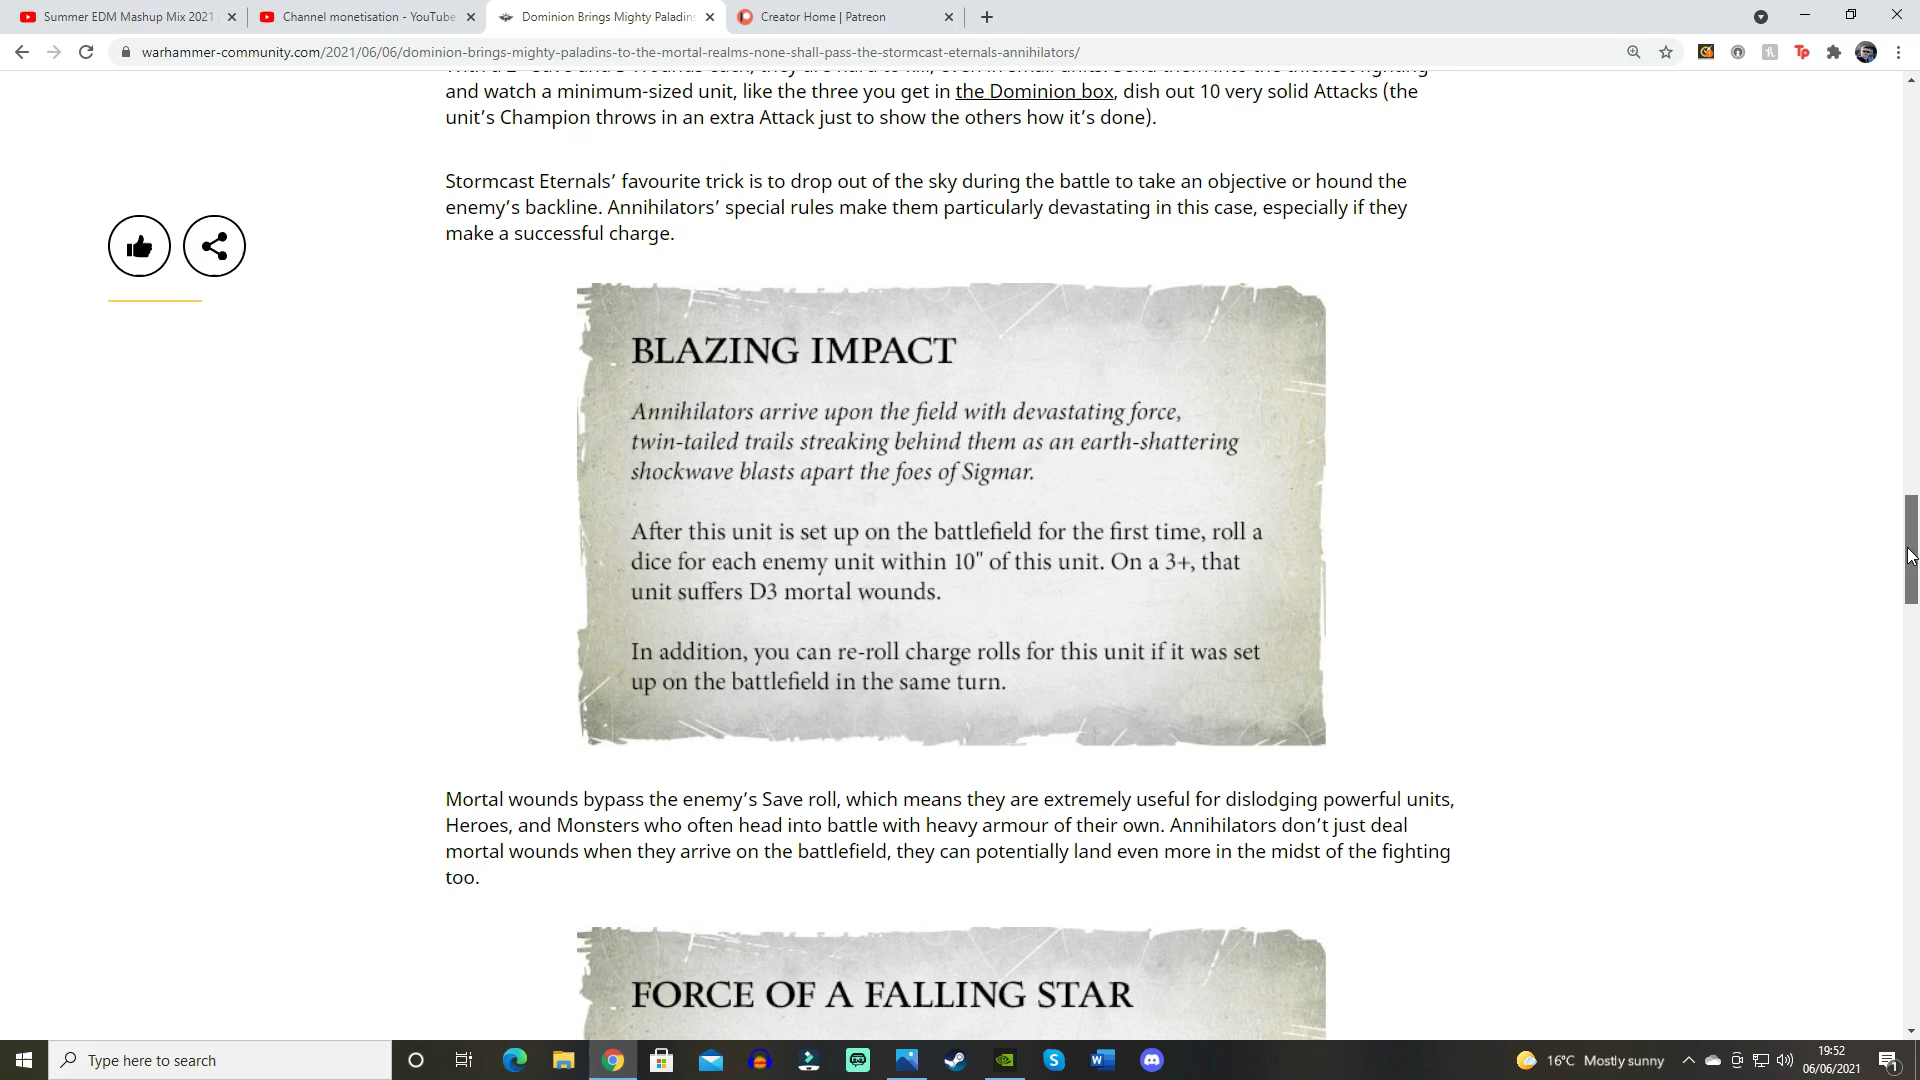 Summer EDM Mashup Mix 2021
Channel monetisation - YouTube
Dominion Brings Mighty Paladins
Creator Home | Patreon
warhammer-community.com/2021/06/06/dominion-brings-mighty-paladins-to-the-mortal-realms-none-shall-pass-the-stormcast-eternals-annihilators/
and watch a minimum-sized unit, like the three you get in the Dominion box, dish out 10 very solid Attacks (the
unit’s Champion throws in an extra Attack just to show the others how it’s done).
Stormcast Eternals’ favourite trick is to drop out of the sky during the battle to take an objective or hound the
enemy’s backline. Annihilators’ special rules make them particularly devastating in this case, especially if they
make a successful charge.
BLAZING IMPACT
Annihilators arrive upon the field with devastating force,
twin-tailed trails streaking behind them as an earth-shattering
shockwave blasts apart the foes of Sigmar.
After this unit is set up on the battlefield for the first time, roll a
dice for each enemy unit within 10" of this unit. On a 3+, that
unit suffers D3 mortal wounds.
In addition, you can re-roll charge rolls for this unit if it was set
up on the battlefield in the same turn.
Mortal wounds bypass the enemy’s Save roll, which means they are extremely useful for dislodging powerful units,
Heroes, and Monsters who often head into battle with heavy armour of their own. Annihilators don’t just deal
mortal wounds when they arrive on the battlefield, they can potentially land even more in the midst of the fighting
too.
FORCE OF A FALLING STAR
Type here to search
16°C Mostly sunny
19:52
06/06/2021
1